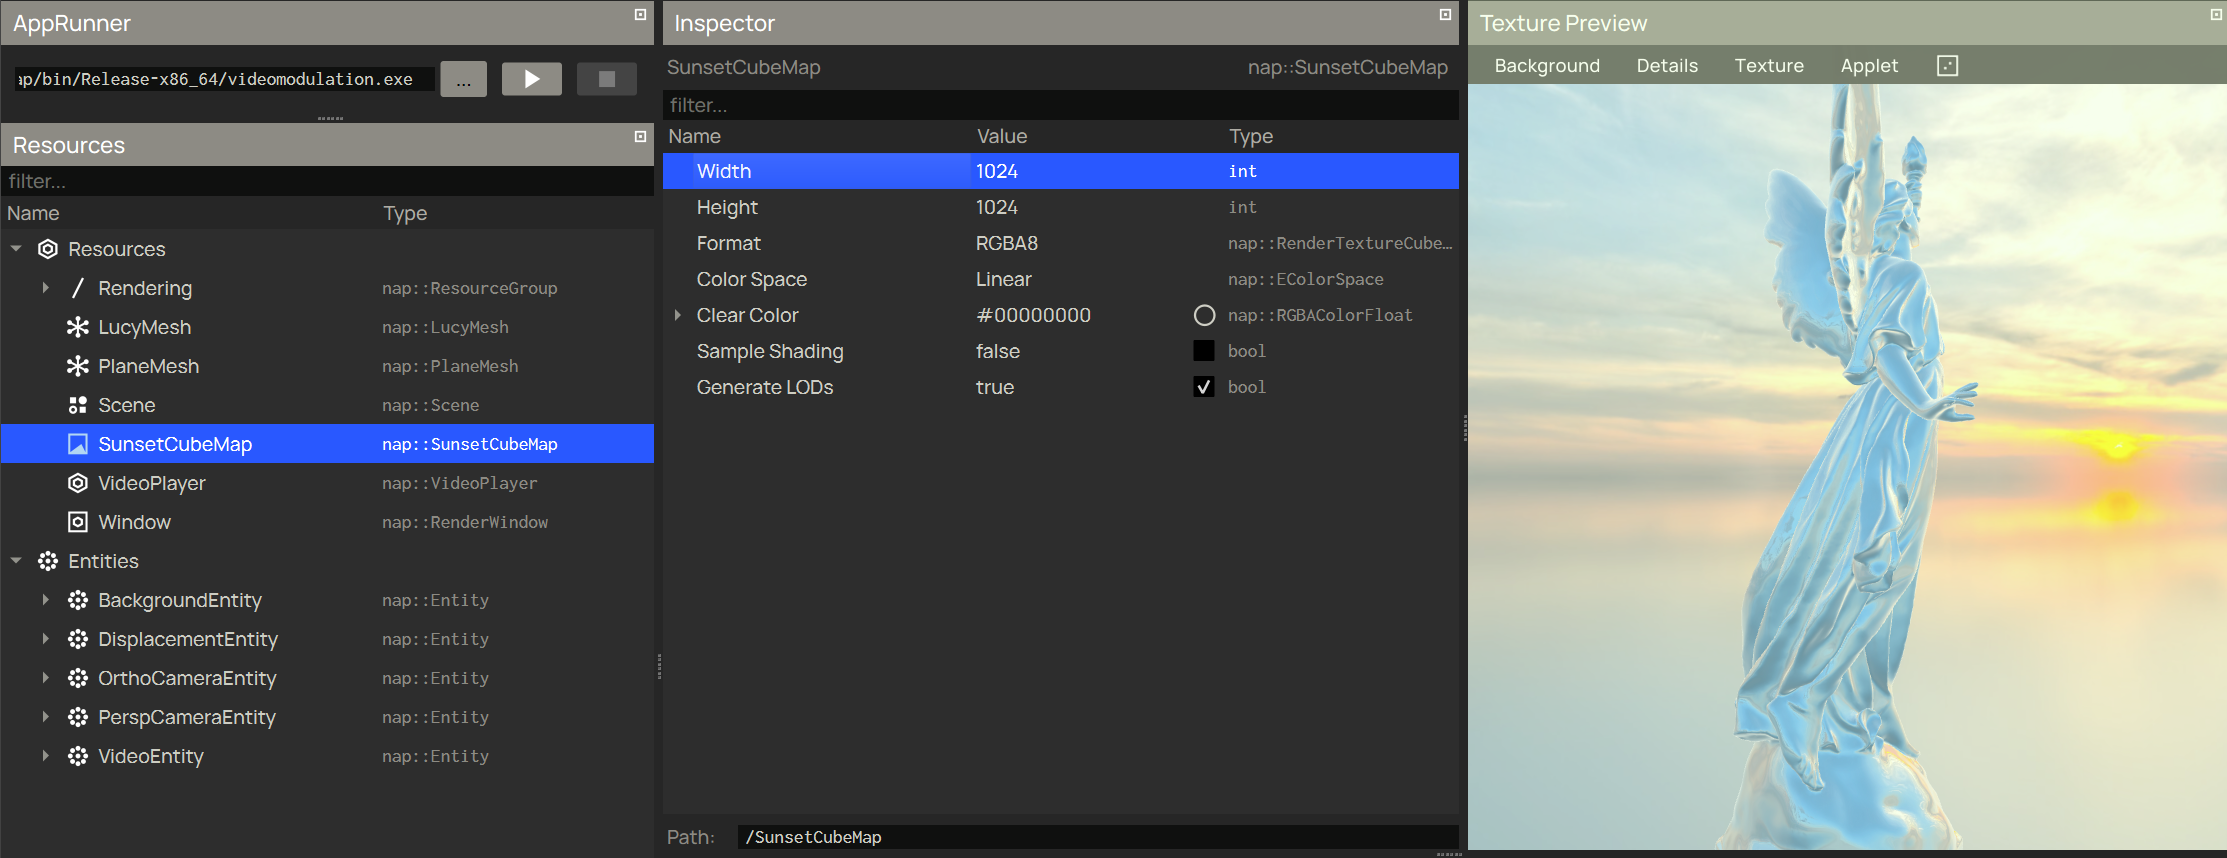 AppRunner
ap/bin/Release-x86_64/videomodulation.exe
...
Resources
filter...
Name Type
Resources
Rendering nap::ResourceGroup
LucyMesh nap::LucyMesh
PlaneMesh nap::PlaneMesh
Scene nap::Scene
SunsetCubeMap nap::SunsetCubeMap
VideoPlayer nap::VideoPlayer
Window nap::RenderWindow
Entities
BackgroundEntity nap::Entity
DisplacementEntity nap::Entity
OrthoCameraEntity nap::Entity
PerspCameraEntity nap::Entity
VideoEntity nap::Entity
Inspector
SunsetCubeMap nap::SunsetCubeMap
filter...
Name Value Type
Width 1024 int
Height 1024 int
Format RGBA8 nap::RenderTextureCube...
Color Space Linear nap::EColorSpace
Clear Color #00000000 nap::RGBAColorFloat
Sample Shading false bool
Generate LODs true bool
Path: /SunsetCubeMap
Texture Preview
Background Details Texture Applet